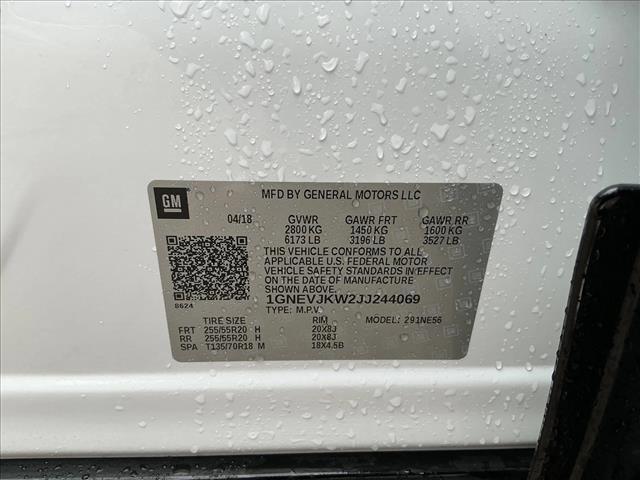 GM
MFD BY GENERAL MOTORS LLC
04/18 GVWR GAWR FRT GAWR RR
2800 KG 1450 KG 1600 KG
6173 LB 3196 LB 3527 LB
THIS VEHICLE CONFORMS TO ALL
APPLICABLE U.S. FEDERAL MOTOR
VEHICLE SAFETY STANDARDS IN EFFECT
ON THE DATE OF MANUFACTURE
SHOWN ABOVE.
1GNEVJKW2JJ244069
8624
TYPE: M.P.V.
MODEL: 291NE56
TIRE SIZE RIM
FRT 255/55R20 H 20X8J
RR 255/55R20 H 20X8J
SPA T135/70R18 M 18X4.5B